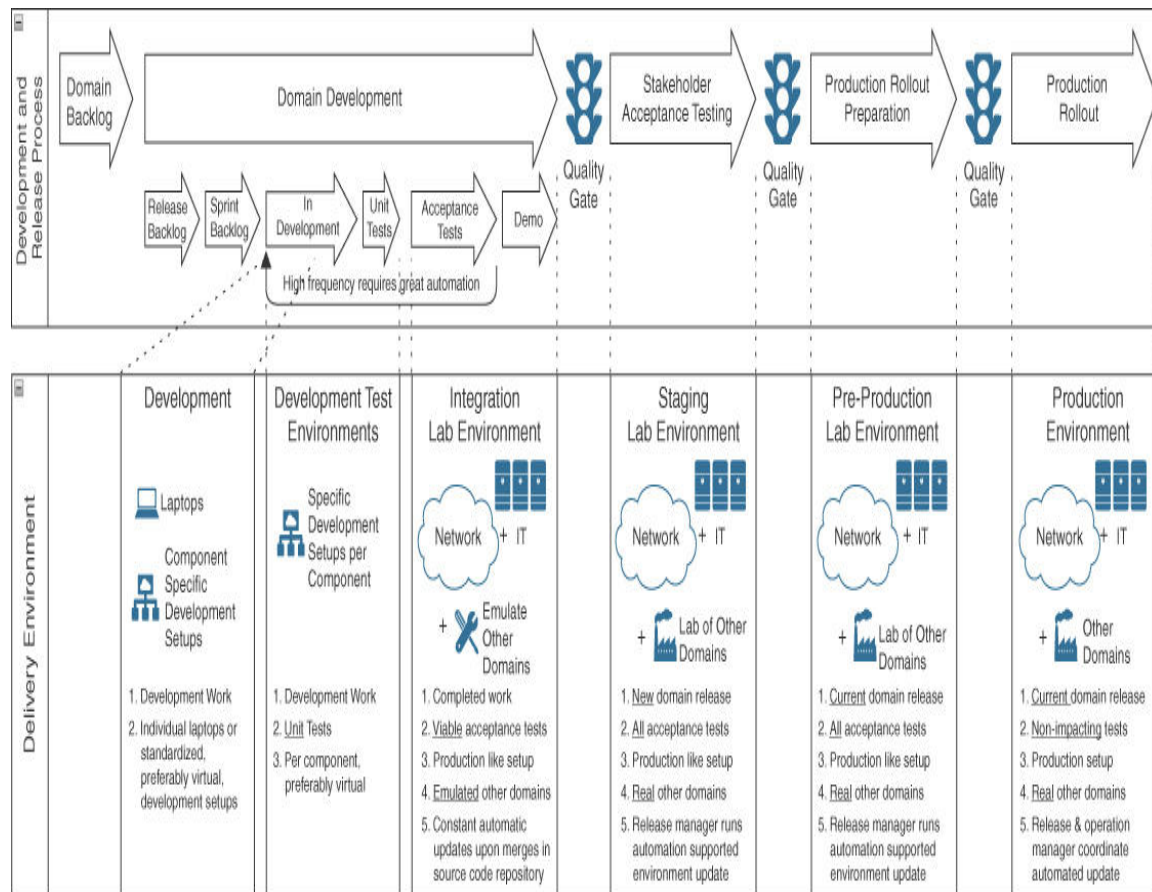 Development and
Release Process
Domain
Backlog
Domain Development
Quality
Gate
Stakeholder
Acceptance Testing
Quality
Gate
Production Rollout
Preparation
Quality
Gate
Production
Rollout
Release
Backlog
Sprint
Backlog
In
Development
Unit
Tests
Acceptance
Tests
Demo
High frequency requires great automation
Delivery Environment
Development
Laptops
Component
Specific
Development
Setups
1. Development Work
2. Individual laptops or
standardized,
preferably virtual,
development setups
Development Test
Environments
Specific
Development
Setups per
Component
1. Development Work
2. Unit Tests
3. Per component,
preferably virtual
Integration
Lab Environment
Network
+ IT
+ Emulate
Other
Domains
1. Completed work
2. Viable acceptance tests
3. Production like setup
4. Emulated other domains
5. Constant automatic
updates upon merges in
source code repository
Staging
Lab Environment
Network
+ IT
+ Lab of Other
Domains
1. New domain release
2. All acceptance tests
3. Production like setup
4. Real other domains
5. Release manager runs
automation supported
environment update
Pre-Production
Lab Environment
Network
+ IT
+ Lab of Other
Domains
1. Current domain release
2. All acceptance tests
3. Production like setup
4. Real other domains
5. Release manager runs
automation supported
environment update
Production
Environment
Network
+ IT
+ Other
Domains
1. Current domain release
2. Non-impacting tests
3. Production setup
4. Real other domains
5. Release & operation
manager coordinate
automated update